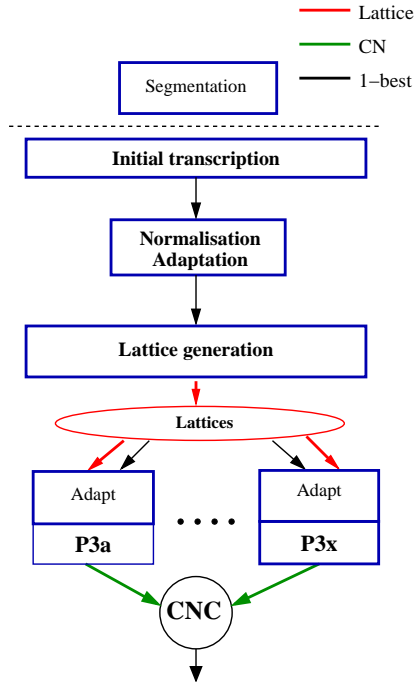 Lattice
CN
1−best
Segmentation
Initial transcription
Normalisation
Adaptation
Lattice generation
Lattices
Adapt
Adapt
P3a
P3x
CNC